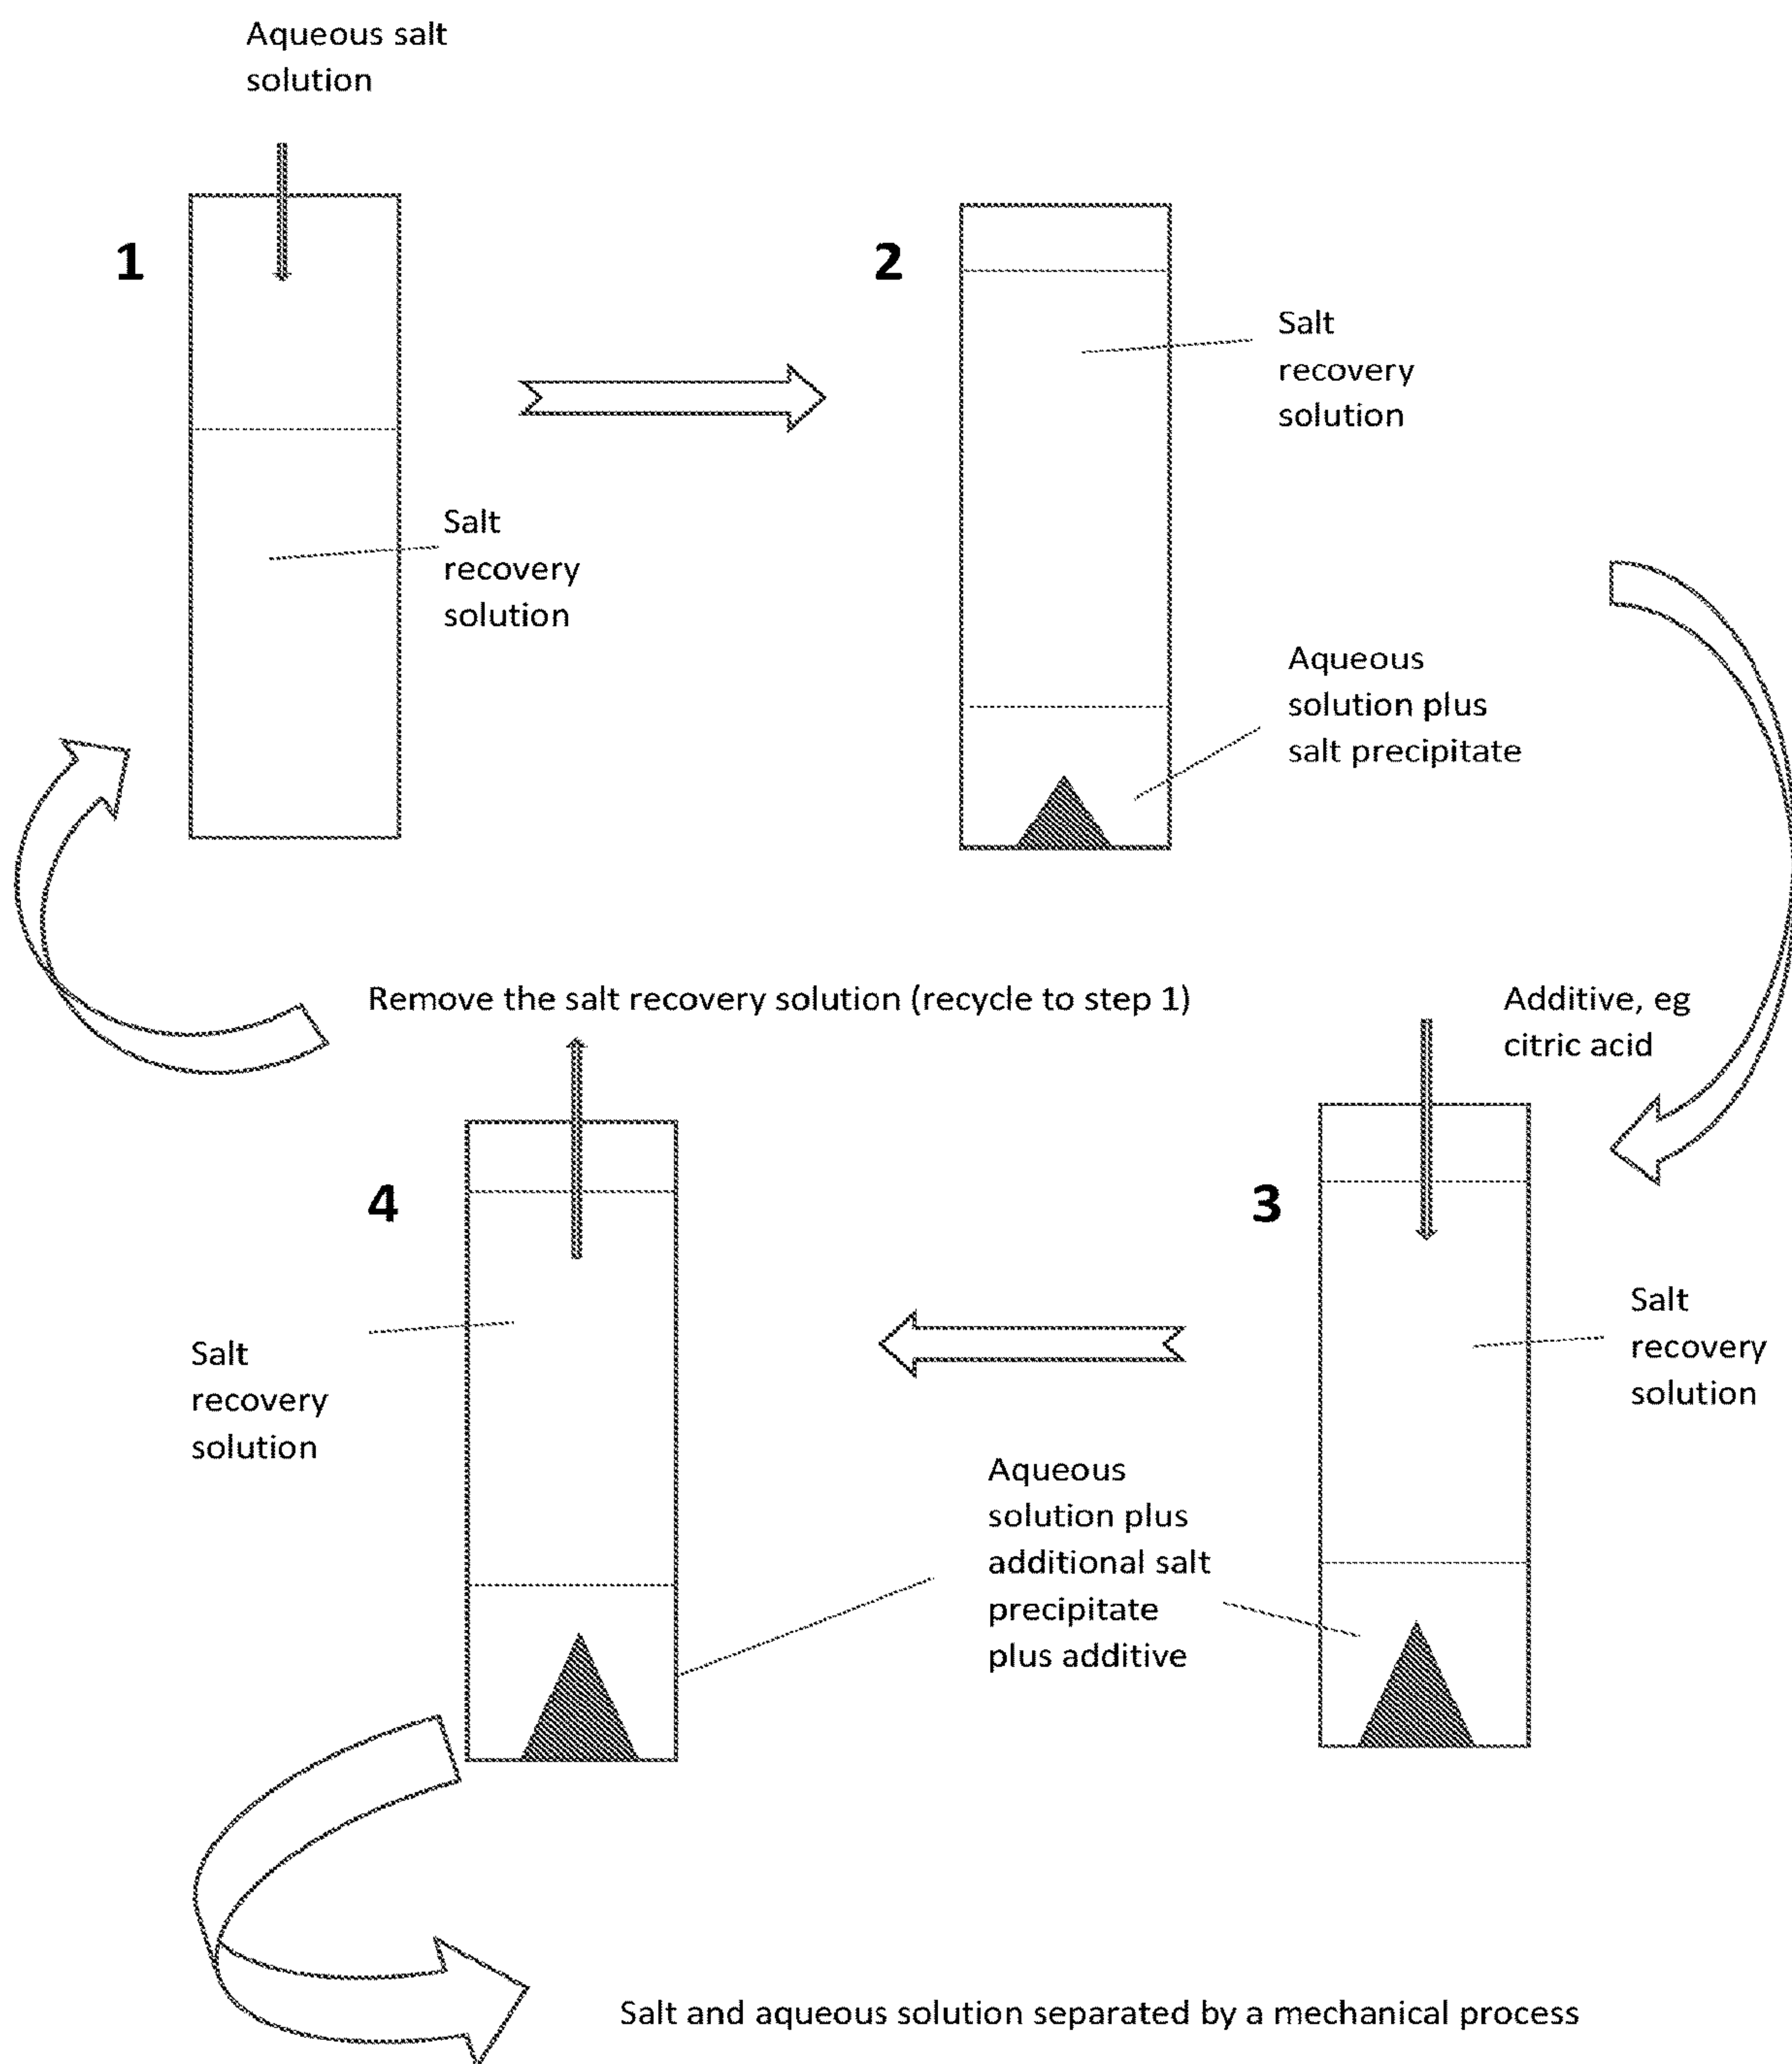 Aqueous salt
solution
1
2
Salt
recovery
solution
Salt
recovery
solution
Aqueous
solution plus
salt precipitate
Remove the salt recovery solution (recycle to step 1)
Additive, eg
citric acid
4
3
Salt
recovery
solution
Salt
recovery
solution
Aqueous
solution plus
additional salt
precipitate
plus additive
Salt and aqueous solution separated by a mechanical process